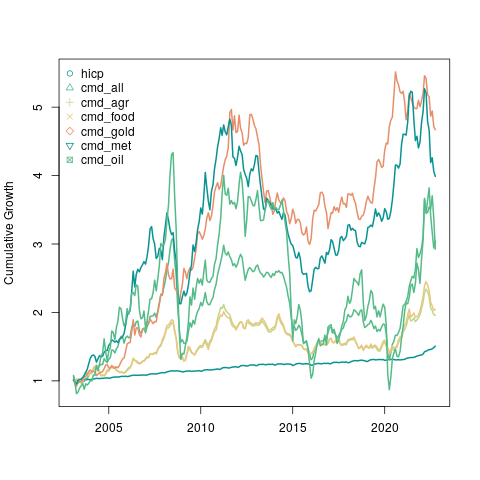 hicp
cmd_all
cmd_agr
cmd_food
cmd_gold
cmd_met
cmd_oil
Cumulative Growth
5
4
3
2
1
2005 2010 2015 2020